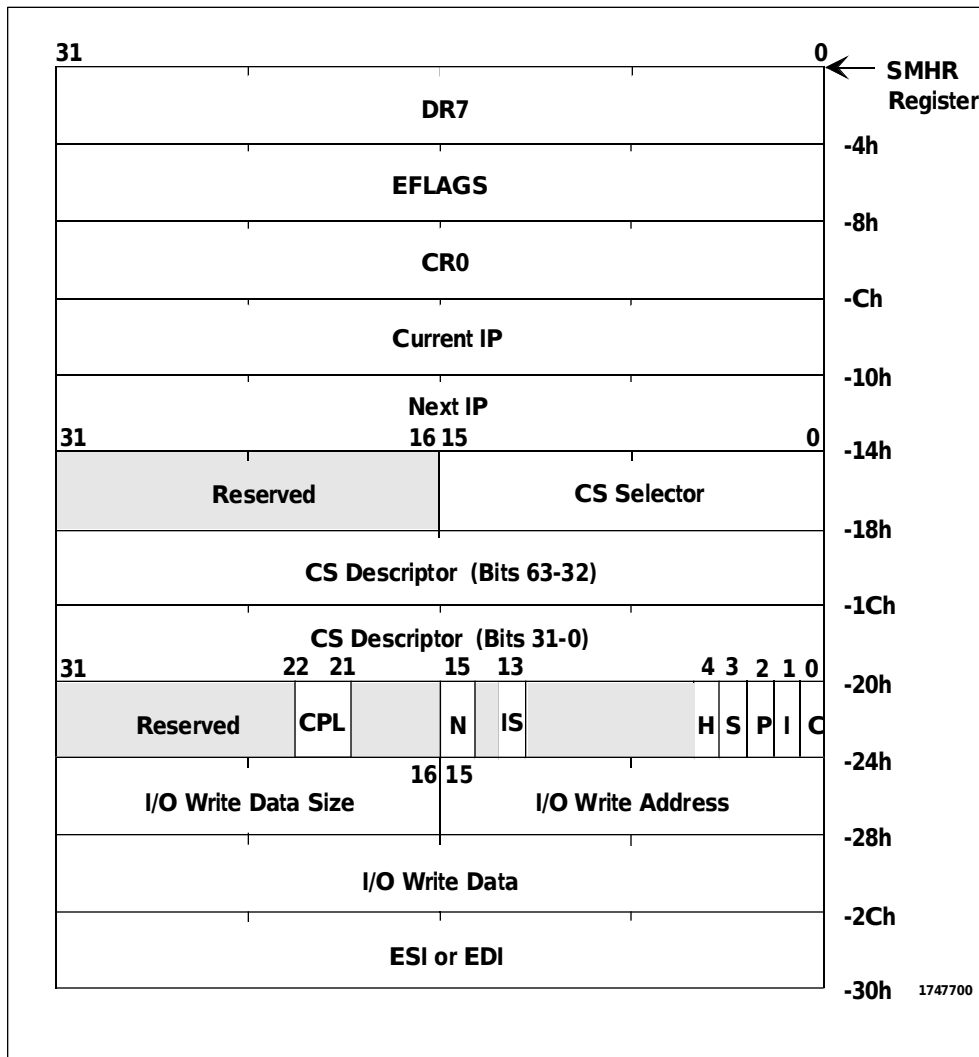 31 0
SMHR
Register
DR7
-4h
EFLAGS
-8h
CR0
-Ch
Current IP
-10h
Next IP
31 16 15 0
-14h
Reserved CS Selector
-18h
CS Descriptor (Bits 63-32)
-1Ch
CS Descriptor (Bits 31-0)
31 22 21 15 13 4 3 2 1 0
-20h
Reserved CPL N IS H S P I C
-24h
16 15
I/O Write Data Size I/O Write Address
-28h
I/O Write Data
-2Ch
ESI or EDI
-30h 1747700